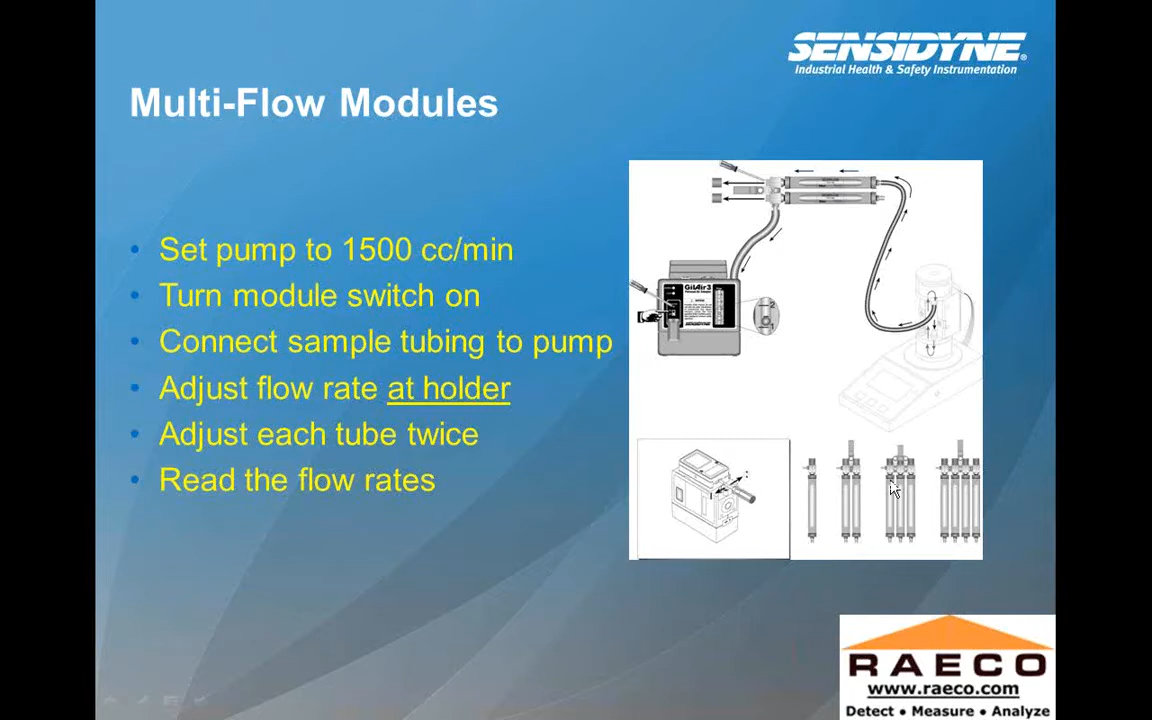 SENSIDYNE®
Industrial Health & Safety Instrumentation
Multi-Flow Modules
• Set pump to 1500 cc/min
• Turn module switch on
• Connect sample tubing to pump
• Adjust flow rate at holder
• Adjust each tube twice
• Read the flow rates
GilAir3
SENSIDYNE
RAECO
www.raeco.com
Detect • Measure • Analyze